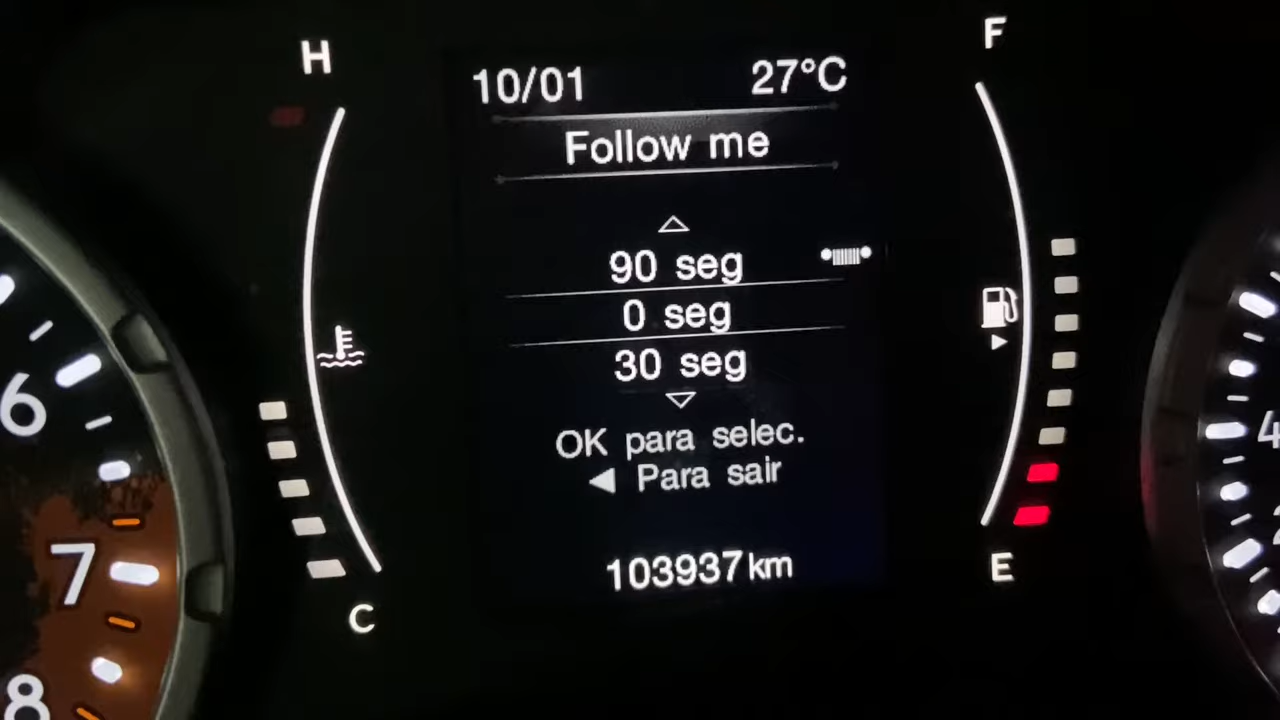 H
F
10/01 27°C
Follow me
90 seg
0 seg
30 seg
OK para selec.
◀ Para sair
103937 km
C
E
6
7
8
4